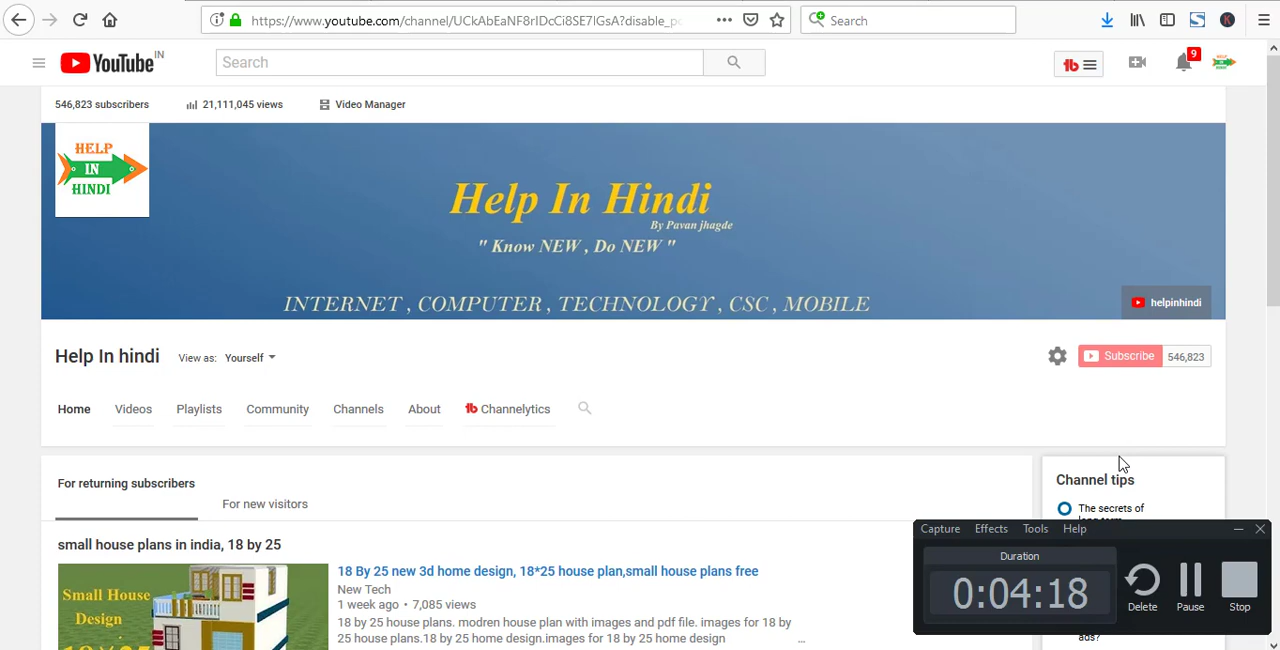 https://www.youtube.com/channel/UCkAbEaNF8rIDcCi8SE7lGsA?disable_pc
Search
YouTube IN
Search
9
546,823 subscribers
21,111,045 views
Video Manager
HELP
IN
HINDI
Help In Hindi
By Pavan jhagde
" Know NEW , Do NEW "
INTERNET , COMPUTER , TECHNOLOGY , CSC , MOBILE
helpinhindi
Help In hindi
View as: Yourself
Subscribe 546,823
Home Videos Playlists Community Channels About Channelytics
For returning subscribers
For new visitors
Channel tips
The secrets of
small house plans in india, 18 by 25
Small House
Design
18 By 25 new 3d home design, 18*25 house plan,small house plans free
New Tech
1 week ago • 7,085 views
18 by 25 house plans. modren house plan with images and pdf file. images for 18 by
25 house plans.18 by 25 home design.images for 18 by 25 home design
...
Capture Effects Tools Help
Duration
0:04:18
Delete Pause Stop
ads?